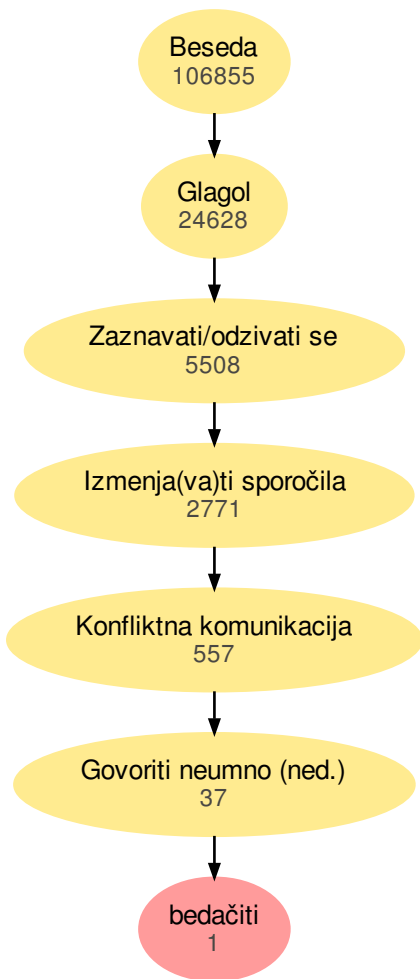 Beseda
106855
Glagol
24628
Zaznavati/odzivati se
5508
Izmenja(va)ti sporočila
2771
Konfliktna komunikacija
557
Govoriti neumno (ned.)
37
bedačiti
1